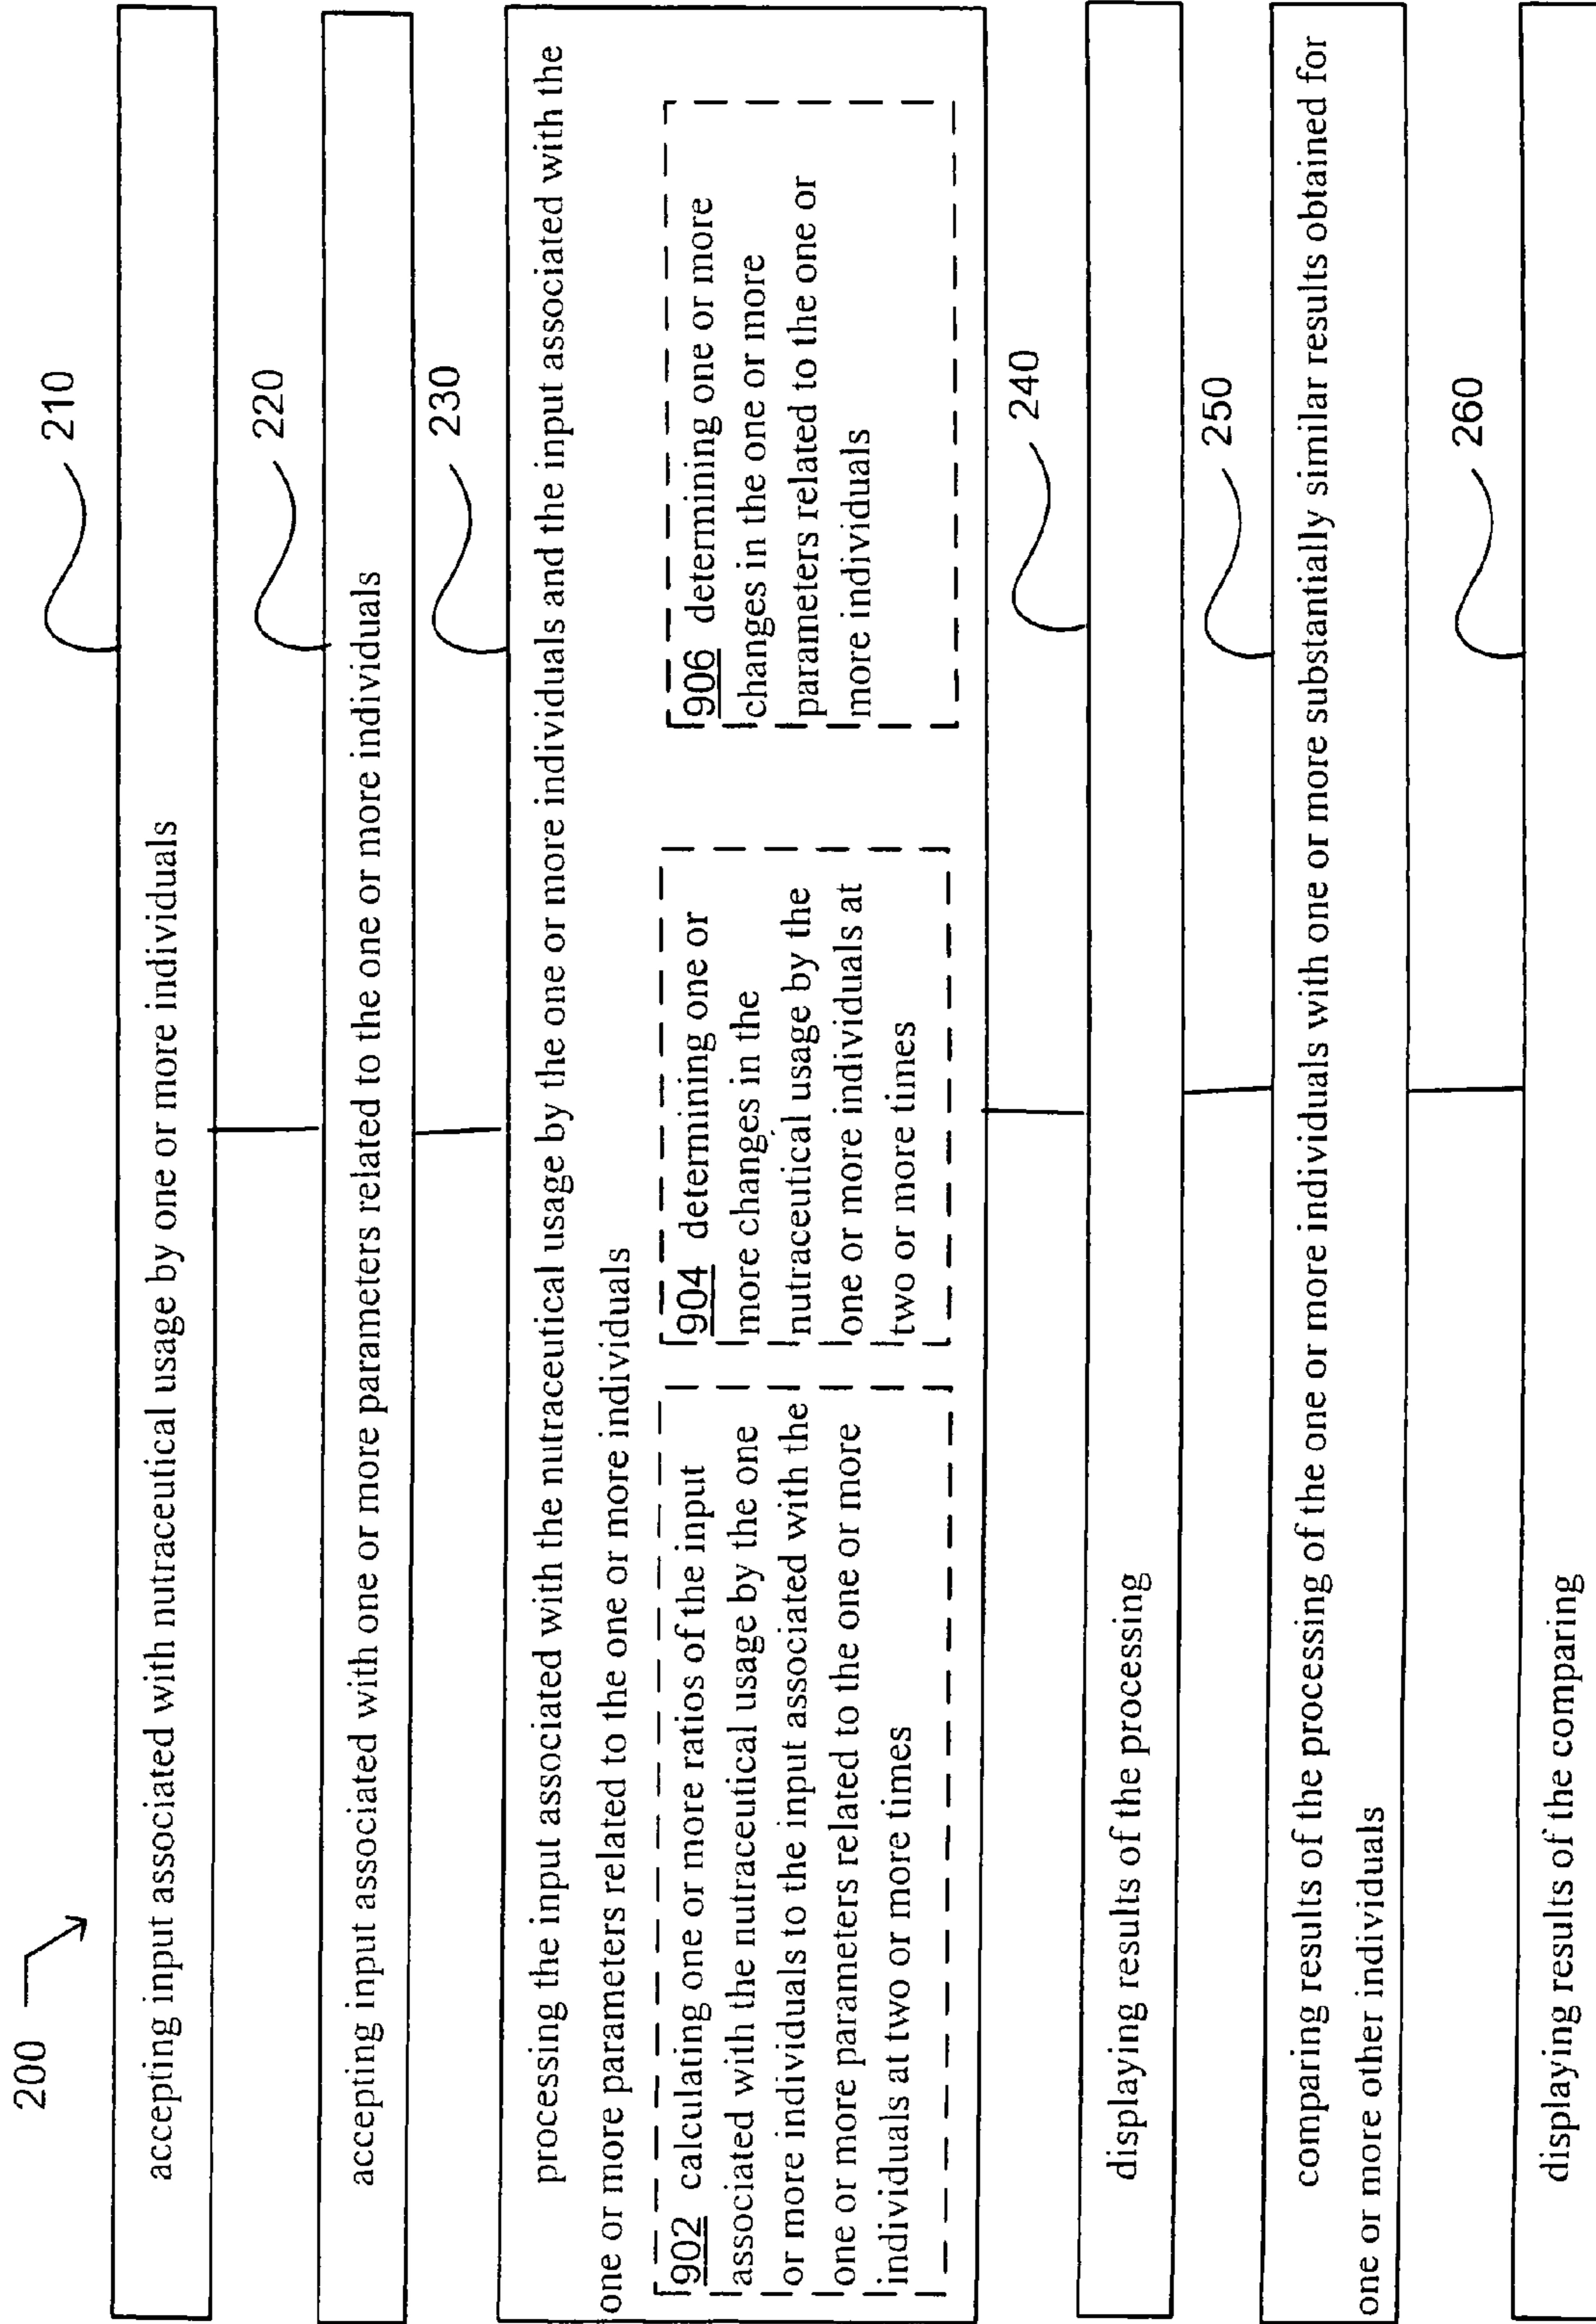 200
210
accepting input associated with nutraceutical usage by one or more individuals
220
accepting input associated with one or more parameters related to the one or more individuals
230
processing the input associated with the nutraceutical usage by the one or more individuals and the input associated with the
one or more parameters related to the one or more individuals
902 calculating one or more ratios of the input
associated with the nutraceutical usage by the one
or more individuals to the input associated with the
one or more parameters related to the one or more
individuals at two or more times
904 determining one or
more changes in the
nutraceutical usage by the
one or more individuals at
two or more times
906 determining one or more
changes in the one or more
parameters related to the one or
more individuals
240
displaying results of the processing
250
comparing results of the processing of the one or more individuals with one or more substantially similar results obtained for
one or more other individuals
260
displaying results of the comparing